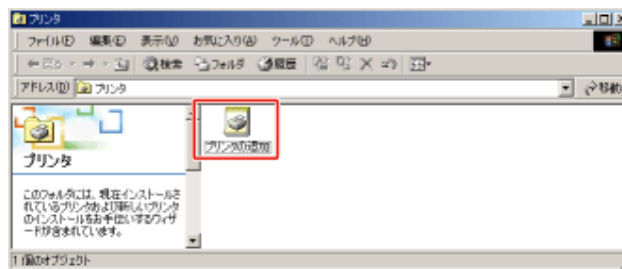 プリンタ
ファイル(F) 編集(E) 表示(V) お気に入り(A) ツール(T) ヘルプ(H)
戻る 検索 フォルダ 履歴
アドレス(D) プリンタ 移動
プリンタの追加
プリンタ
このフォルダには、現在インストールさ
れているプリンタおよび新しいプリンタ
のインストールをお手伝いするウィザ
ードが含まれています。
1 個のオブジェクト